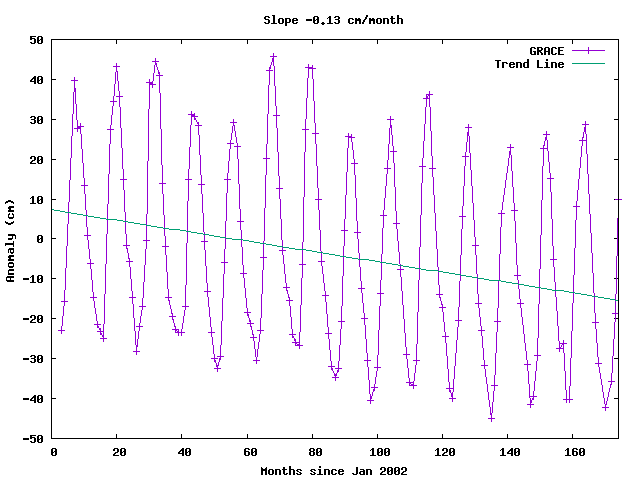 Slope -0.13 cm/month
GRACE
Trend Line
50
40
30
20
10
0
-10
-20
-30
-40
-50
Anomaly (cm)
0 20 40 60 80 100 120 140 160
Months since Jan 2002